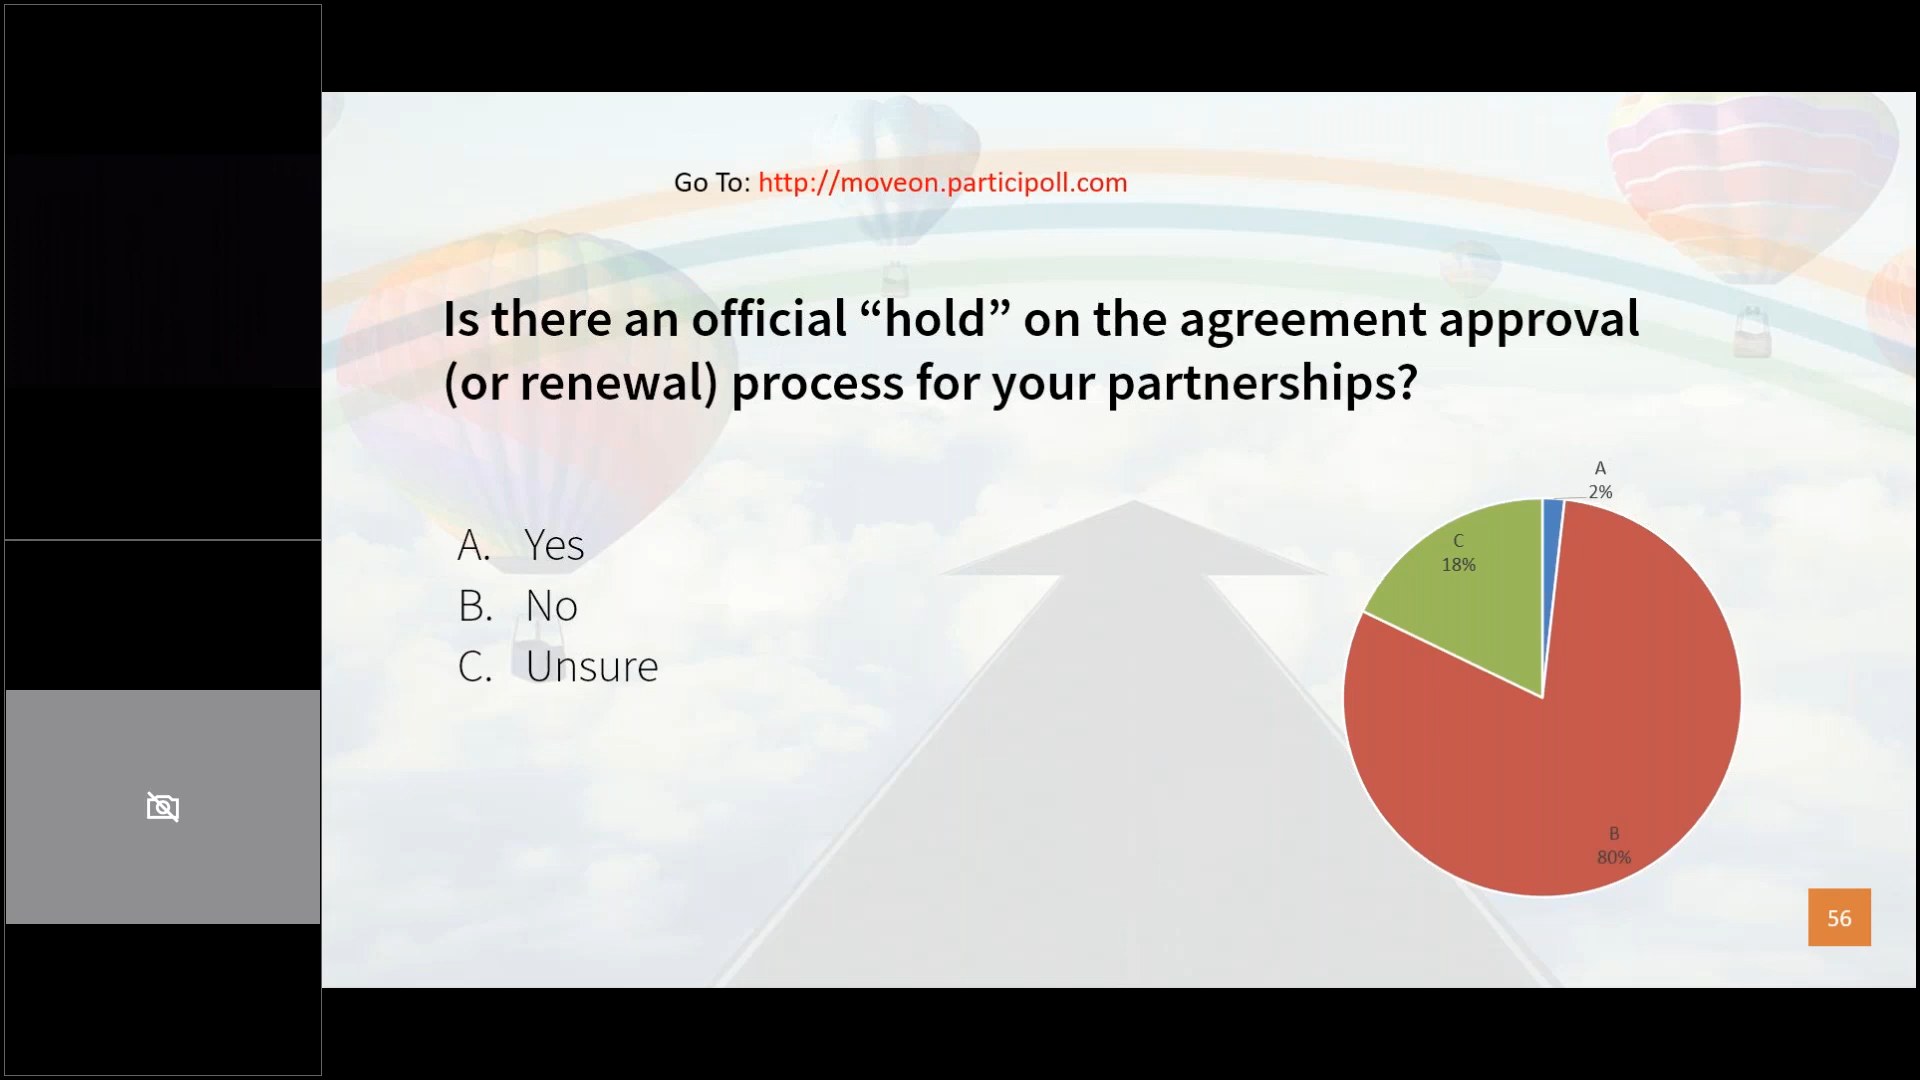 Go To: http://moveon.participoll.com
Is there an official “hold” on the agreement approval
(or renewal) process for your partnerships?
A. Yes
B. No
C. Unsure
A
2%
C
18%
B
80%
56